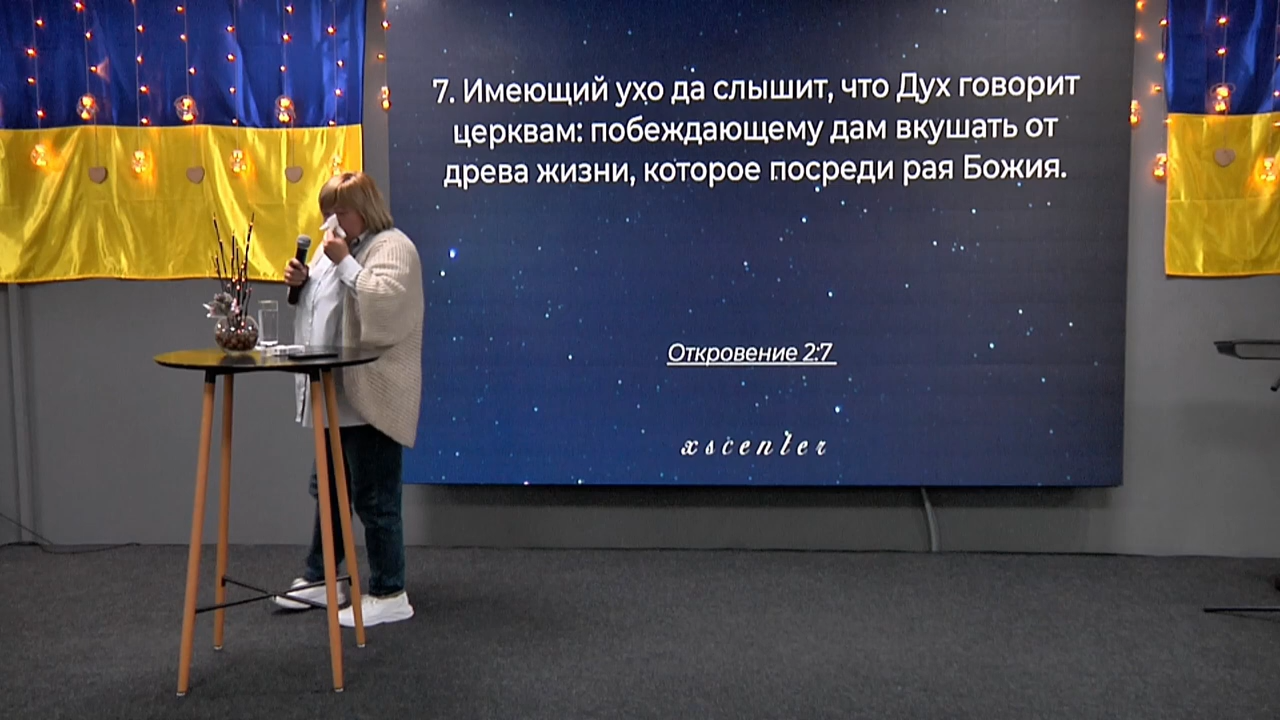 7. Имеющий ухо да слышит, что Дух говорит
церквам: побеждающему дам вкушать от
древа жизни, которое посреди рая Божия.
Откровение 2:7
xscenter